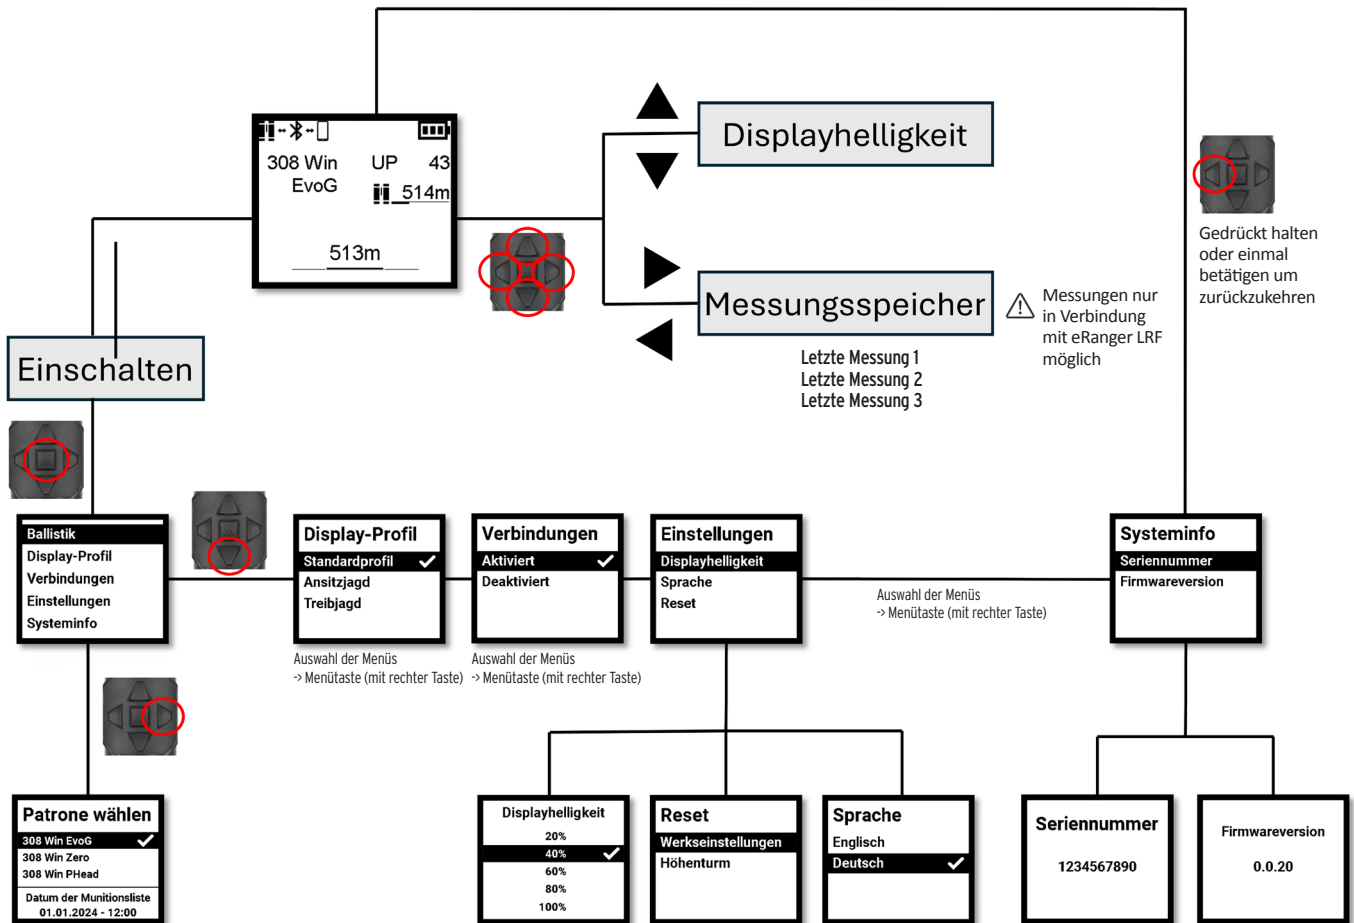 308 Win
EvoG
UP 43
514m
513m
Displayhelligkeit
Messungsspeicher
Letzte Messung 1
Letzte Messung 2
Letzte Messung 3
Messungen nur
in Verbindung
mit eRanger LRF
möglich
Gedrückt halten
oder einmal
betätigen um
zurückzukehren
Einschalten
Ballistik
Display-Profil
Verbindungen
Einstellungen
Systeminfo
Display-Profil
Standardprofil
Ansitzjagd
Treibjagd
Auswahl der Menüs
-> Menütaste (mit rechter Taste)
Verbindungen
Aktiviert
Deaktiviert
Auswahl der Menüs
-> Menütaste (mit rechter Taste)
Einstellungen
Displayhelligkeit
Sprache
Reset
Auswahl der Menüs
-> Menütaste (mit rechter Taste)
Systeminfo
Seriennummer
Firmwareversion
Patrone wählen
308 Win EvoG
308 Win Zero
308 Win PHead
Datum der Munitionsliste
01.01.2024 - 12:00
Displayhelligkeit
20%
40%
60%
80%
100%
Reset
Werkseinstellungen
Höhenturm
Sprache
Englisch
Deutsch
Seriennummer
1234567890
Firmwareversion
0.0.20